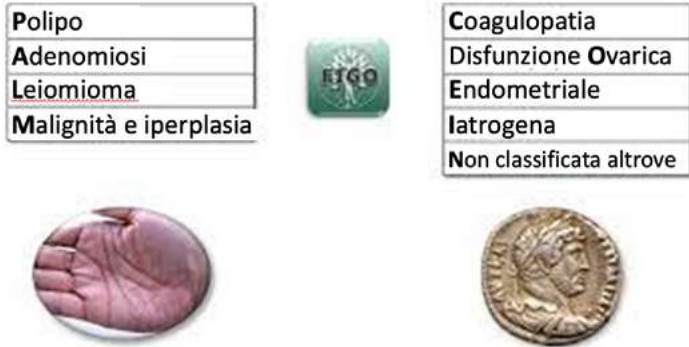 Polipo
Adenomiosi
Leiomioma
Malignità e iperplasia
FIGO
Coagulopatia
Disfunzione Ovarica
Endometriale
Iatrogena
Non classificata altrove